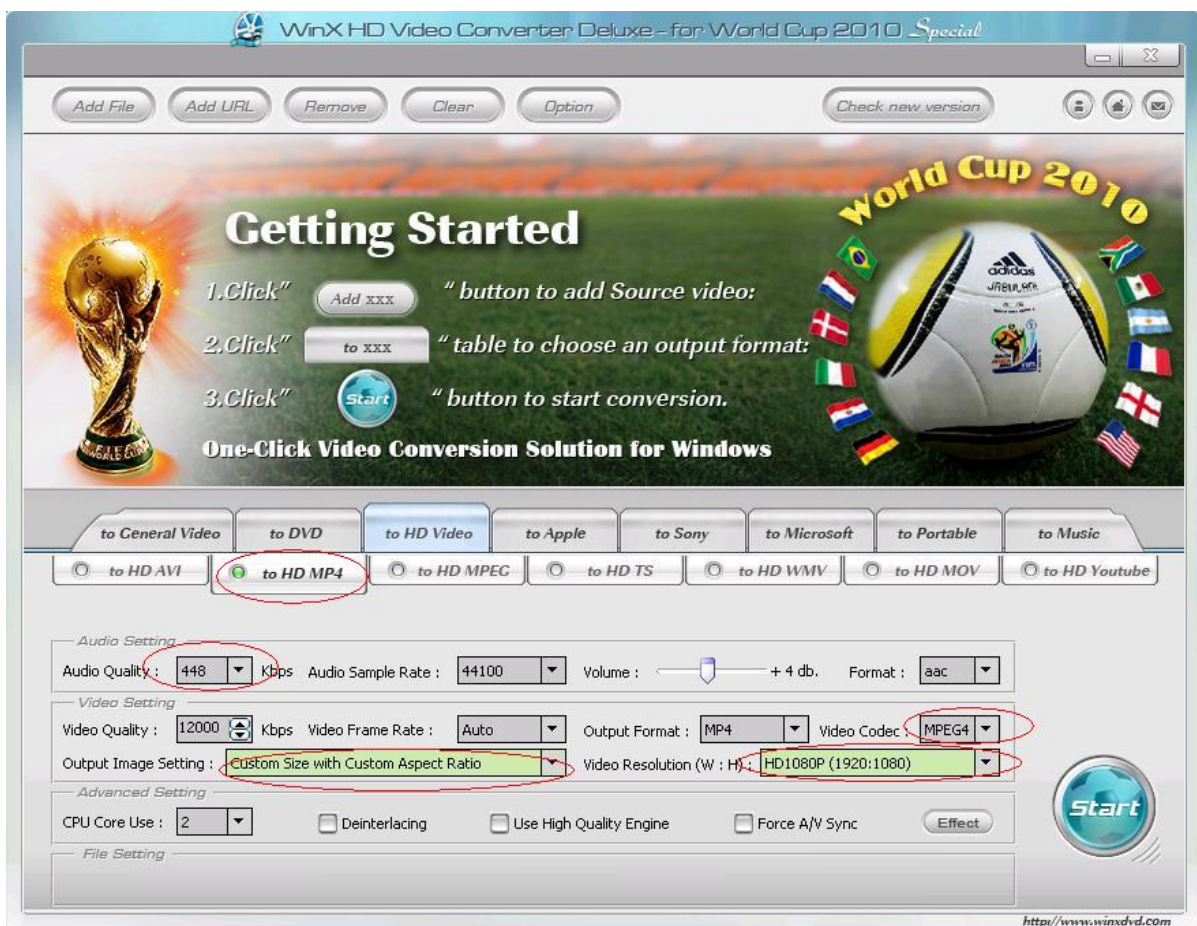 WinX HD Video Converter Deluxe - for World Cup 2010 Special
Add File Add URL Remove Clear Option Check new version
World Cup 2010
Getting Started
adidas
JABULANI
1.Click" Add xxx " button to add Source video:
2.Click" to xxx " table to choose an output format:
3.Click" Start " button to start conversion.
FIFA
WORLD CUP
One-Click Video Conversion Solution for Windows
to General Video to DVD to HD Video to Apple to Sony to Microsoft to Portable to Music
to HD AVI to HD MP4 to HD MPEG to HD TS to HD WMV to HD MOV to HD Youtube
Audio Setting
Audio Quality : 448 Kbps Audio Sample Rate : 44100 Volume : + 4 db. Format : aac
Video Setting
Video Quality : 12000 Kbps Video Frame Rate : Auto Output Format : MP4 Video Codec : MPEG4
Output Image Setting : Custom Size with Custom Aspect Ratio Video Resolution (W : H) : HD1080P (1920:1080)
Advanced Setting
CPU Core Use : 2 Deinterlacing Use High Quality Engine Force A/V Sync Effect
Start
File Setting
http://www.winxdvd.com